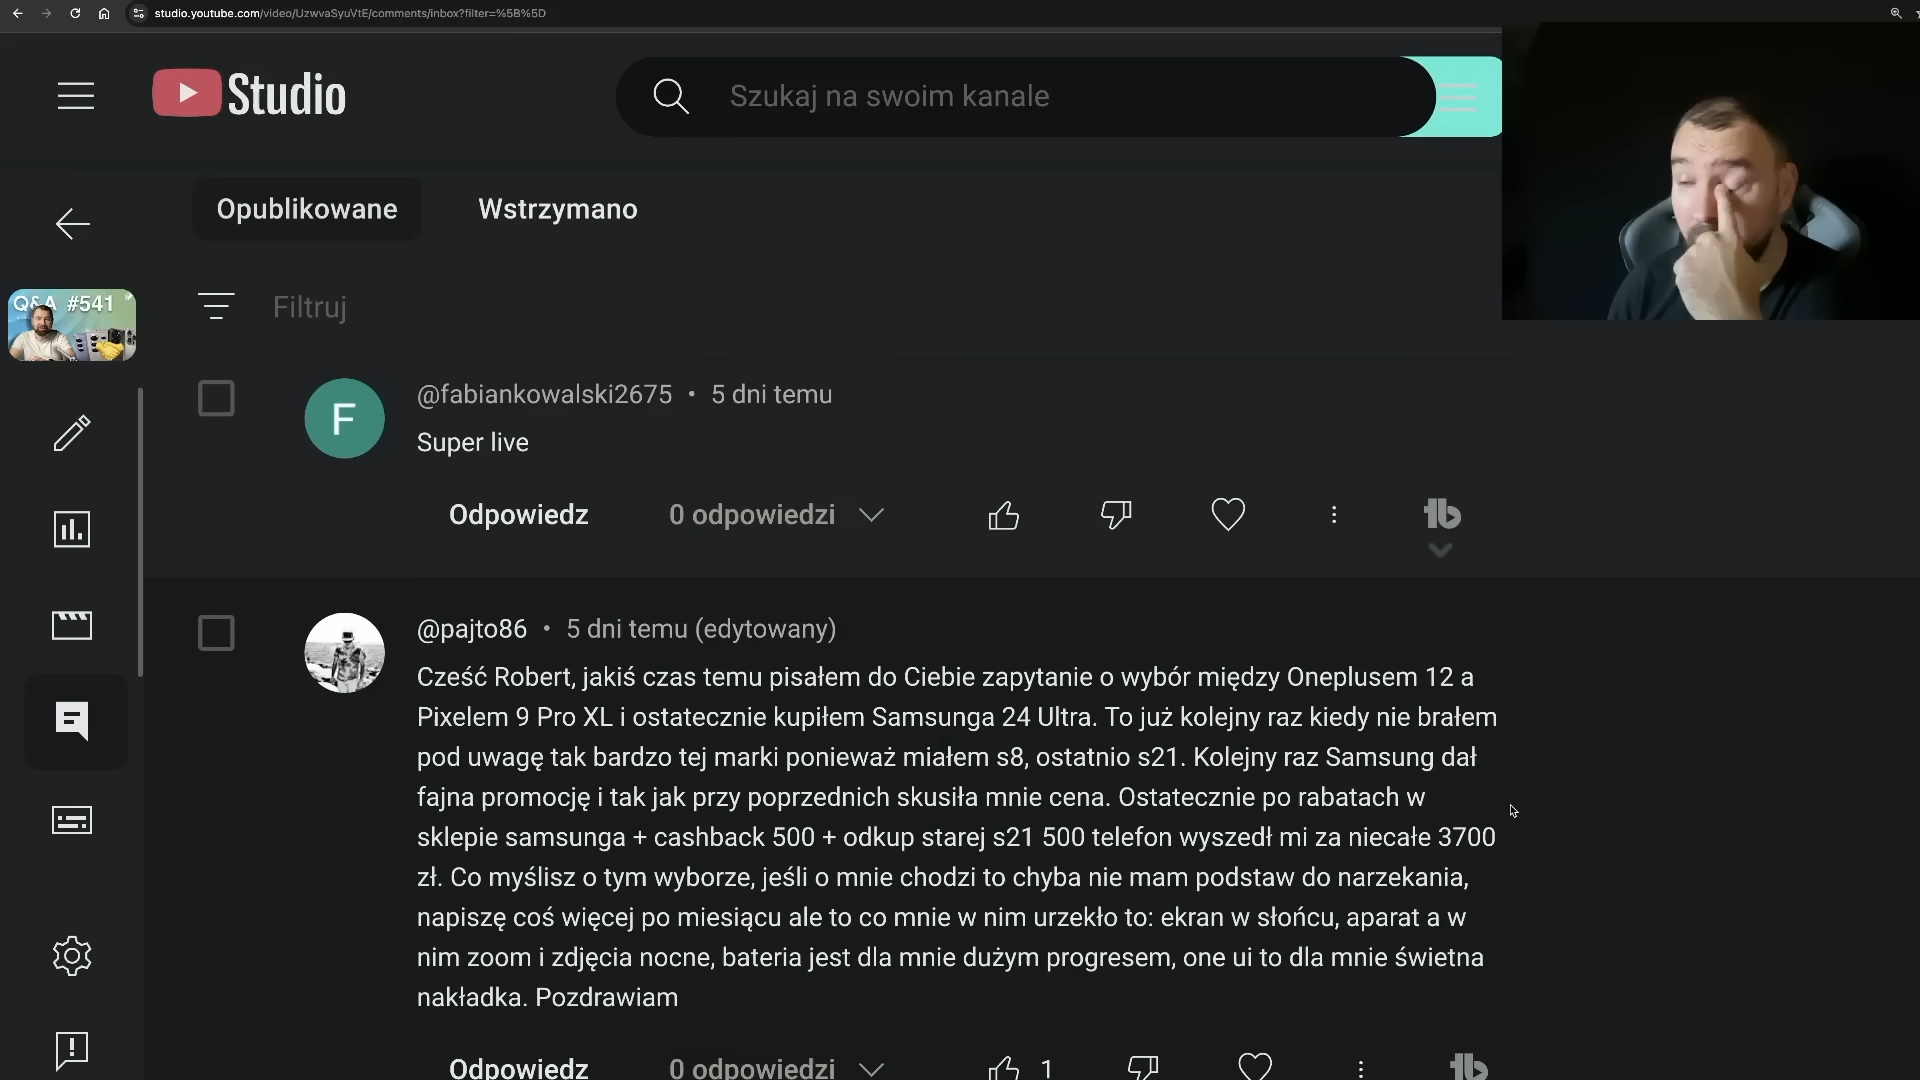 studio.youtube.com/video/UzwvaSyuVtE/comments/inbox?filter=%5B%5D
Studio
Szukaj na swoim kanale
Opublikowane
Wstrzymano
Q&A #541
Filtruj
F
@fabiankowalski2675 • 5 dni temu
Super live
Odpowiedz
0 odpowiedzi
@pajto86 • 5 dni temu (edytowany)
Cześć Robert, jakiś czas temu pisałem do Ciebie zapytanie o wybór między Oneplusem 12 a
Pixelem 9 Pro XL i ostatecznie kupiłem Samsunga 24 Ultra. To już kolejny raz kiedy nie brałem
pod uwagę tak bardzo tej marki ponieważ miałem s8, ostatnio s21. Kolejny raz Samsung dał
fajna promocję i tak jak przy poprzednich skusiła mnie cena. Ostatecznie po rabatach w
sklepie samsunga + cashback 500 + odkup starej s21 500 telefon wyszedł mi za niecałe 3700
zł. Co myślisz o tym wyborze, jeśli o mnie chodzi to chyba nie mam podstaw do narzekania,
napiszę coś więcej po miesiącu ale to co mnie w nim urzekło to: ekran w słońcu, aparat a w
nim zoom i zdjęcia nocne, bateria jest dla mnie dużym progresem, one ui to dla mnie świetna
nakładka. Pozdrawiam
Odpowiedz
0 odpowiedzi
1